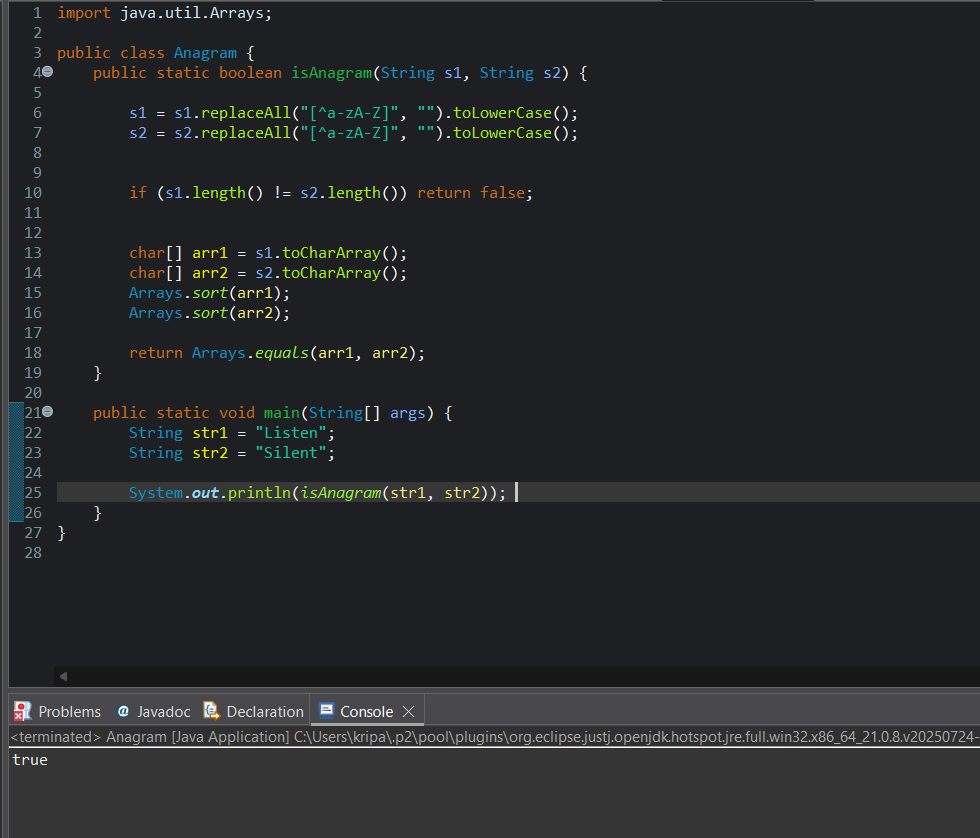 1 import java.util.Arrays;
2
3 public class Anagram {
4 public static boolean isAnagram(String s1, String s2) {
5
6 s1 = s1.replaceAll("[^a-zA-Z]", "").toLowerCase();
7 s2 = s2.replaceAll("[^a-zA-Z]", "").toLowerCase();
8
9
10 if (s1.length() != s2.length()) return false;
11
12
13 char[] arr1 = s1.toCharArray();
14 char[] arr2 = s2.toCharArray();
15 Arrays.sort(arr1);
16 Arrays.sort(arr2);
17
18 return Arrays.equals(arr1, arr2);
19 }
20
21 public static void main(String[] args) {
22 String str1 = "Listen";
23 String str2 = "Silent";
24
25 System.out.println(isAnagram(str1, str2));
26 }
27 }
28
Problems @ Javadoc Declaration Console
<terminated> Anagram [Java Application] C:\Users\kripa\.p2\pool\plugins\org.eclipse.justj.openjdk.hotspot.jre.full.win32.x86_64_21.0.8.v20250724-
true